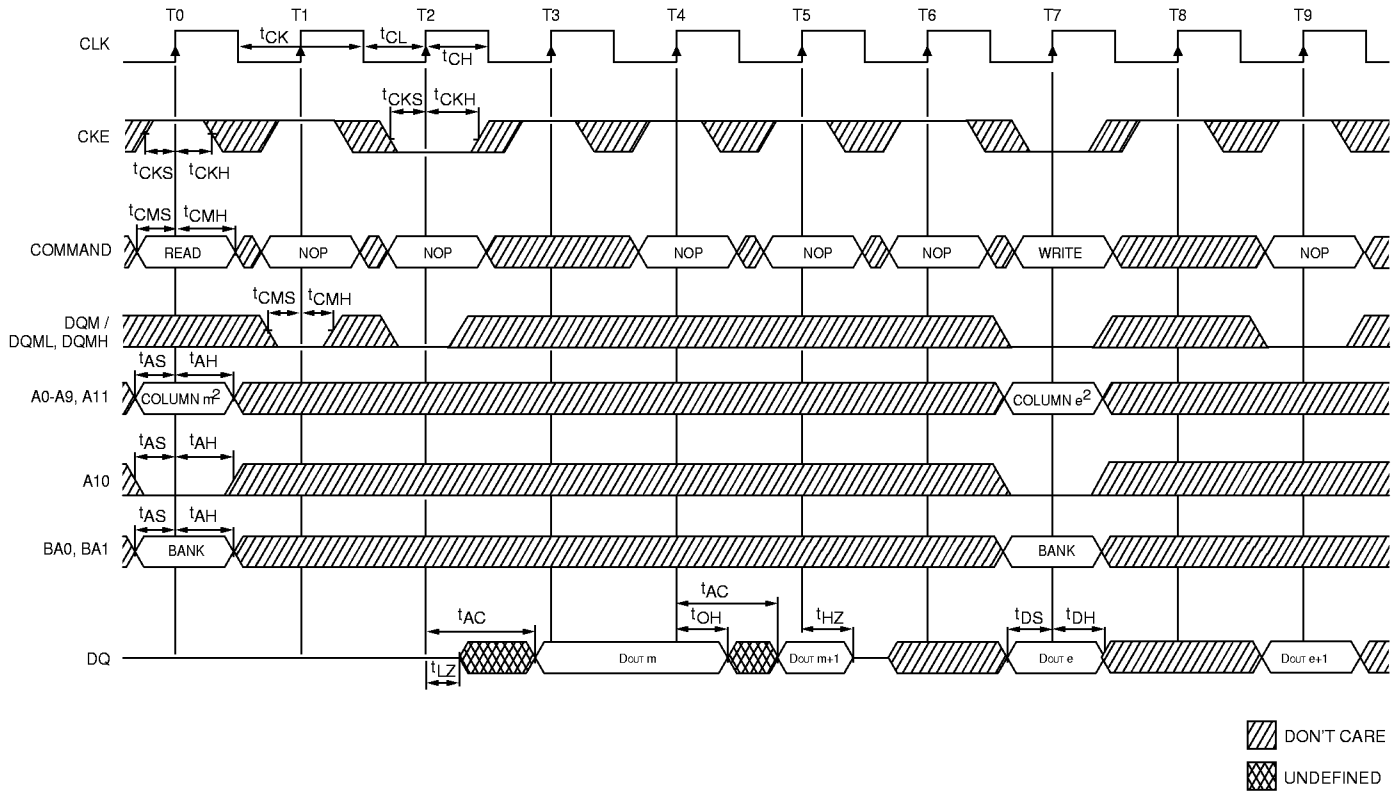 T0 T1 T2 T3 T4 T5 T6 T7 T8 T9
CLK tCK tCL tCH
tCKS tCKH
CKE
tCKS tCKH
tCMS tCMH
COMMAND READ NOP NOP NOP NOP NOP WRITE NOP
tCMS tCMH
DQM /
DQML, DQMH
tAS tAH
A0-A9, A11 COLUMN m2 COLUMN e2
tAS tAH
A10
tAS tAH
BA0, BA1 BANK BANK
tAC tAC
tOH tHZ tDS tDH
DQ DOUT m DOUT m+1 DOUT e DOUT e+1
tLZ
DON'T CARE
UNDEFINED